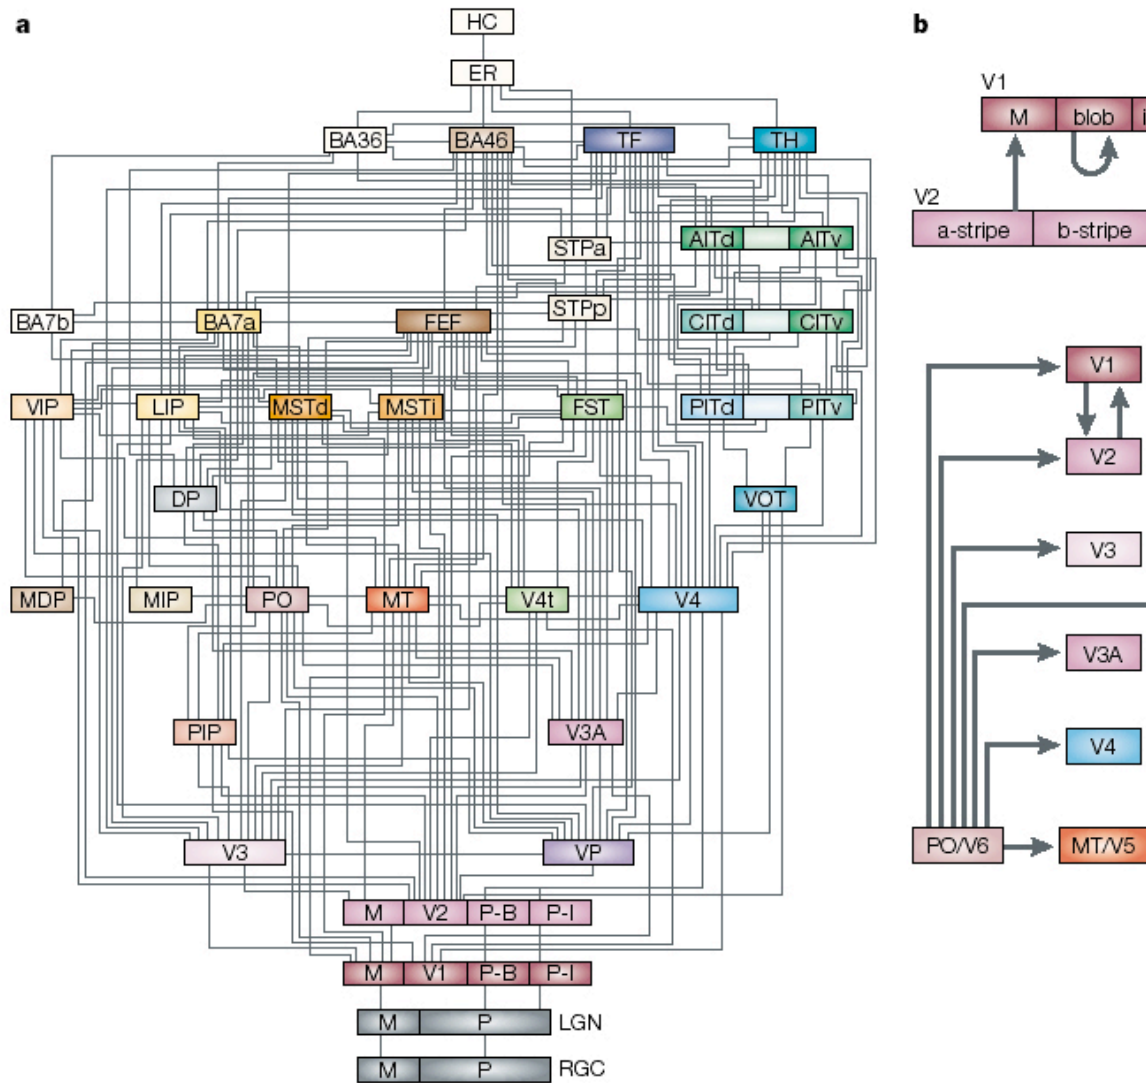 a
HC
ER
BA36 BA46 TF TH
STPa AITd AITv
STPp
BA7b BA7a FEF CITd CITv
VIP LIP MSTd MSTi FST PITd PITv
DP VOT
MDP MIP PO MT V4t V4
PIP V3A
V3 VP
M V2 P-B P-I
M V1 P-B P-I
M P LGN
M P RGC
b
V1
M blob i
V2
a-stripe b-stripe
V1
V2
V3
V3A
V4
PO/V6 MT/V5